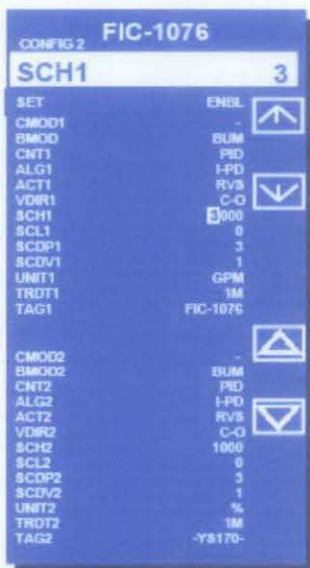 CONFIG 2 FIC-1076
SCH1 3
SET ENBL
CMOD1 -
BMOD BUM
CNT1 PID
ALG1 I-PD
ACT1 RVS
VDIR1 C-O
SCH1 3000
SCL1 0
SCDP1 3
SCDV1 1
UNIT1 GPM
TRDT1 1M
TAG1 FIC-1076
CMOD2 -
BMOD2 BUM
CNT2 PID
ALG2 I-PD
ACT2 RVS
VDIR2 C-O
SCH2 1000
SCL2 0
SCDP2 3
SCDV2 1
UNIT2 %
TRDT2 1M
TAG2 -YS170-